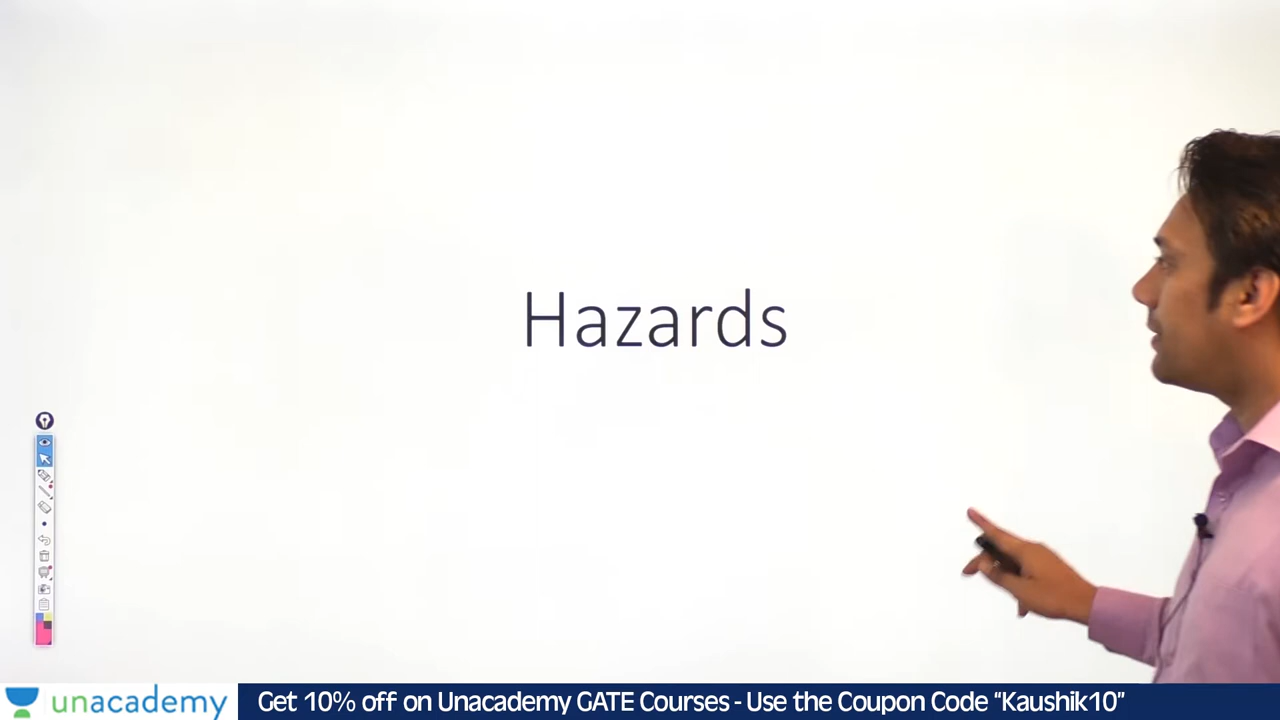 Hazards
unacademy
Get 10% off on Unacademy GATE Courses - Use the Coupon Code “Kaushik10”